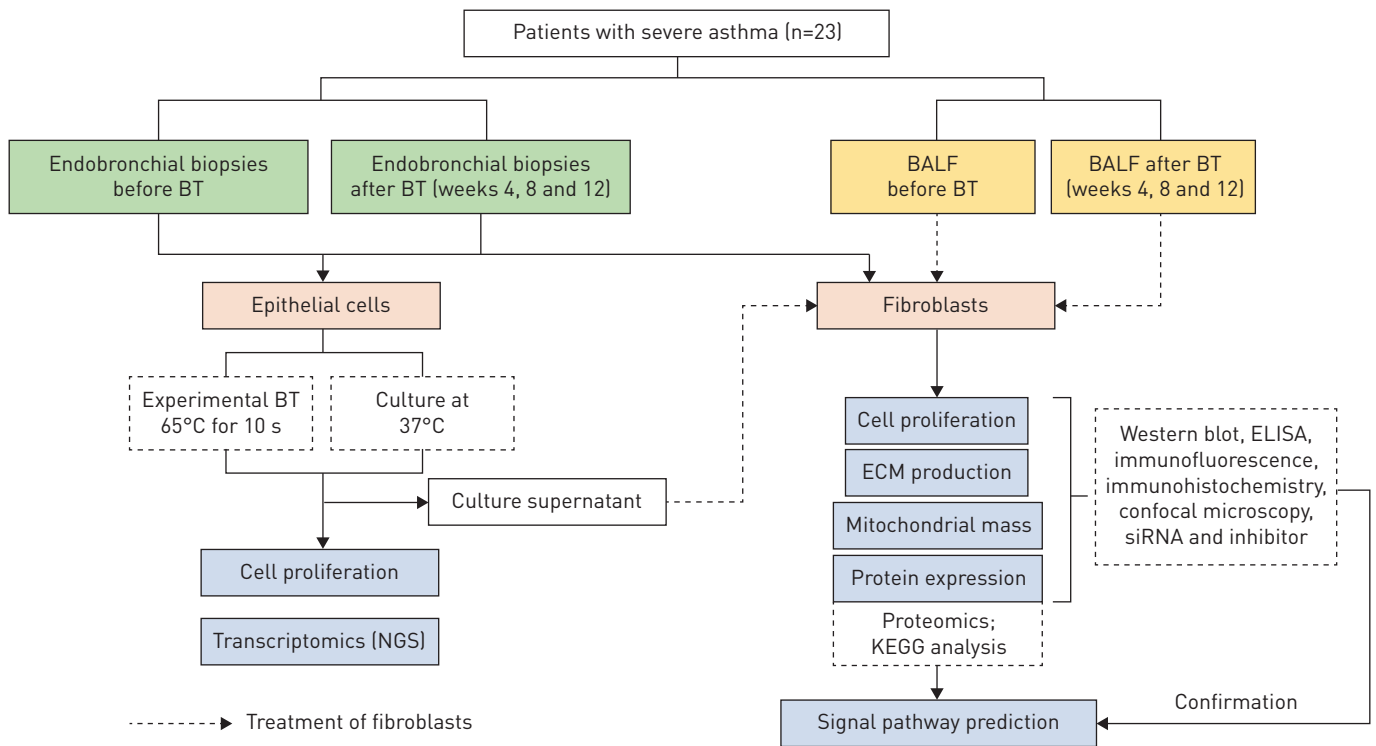 Patients with severe asthma (n=23)
Endobronchial biopsies
before BT
Endobronchial biopsies
after BT (weeks 4, 8 and 12)
BALF
before BT
BALF after BT
(weeks 4, 8 and 12)
Epithelial cells
Fibroblasts
Experimental BT
65°C for 10 s
Culture at
37°C
Culture supernatant
Cell proliferation
Transcriptomics (NGS)
Cell proliferation
ECM production
Mitochondrial mass
Protein expression
Proteomics;
KEGG analysis
Western blot, ELISA,
immunofluorescence,
immunohistochemistry,
confocal microscopy,
siRNA and inhibitor
Confirmation
Signal pathway prediction
Treatment of fibroblasts